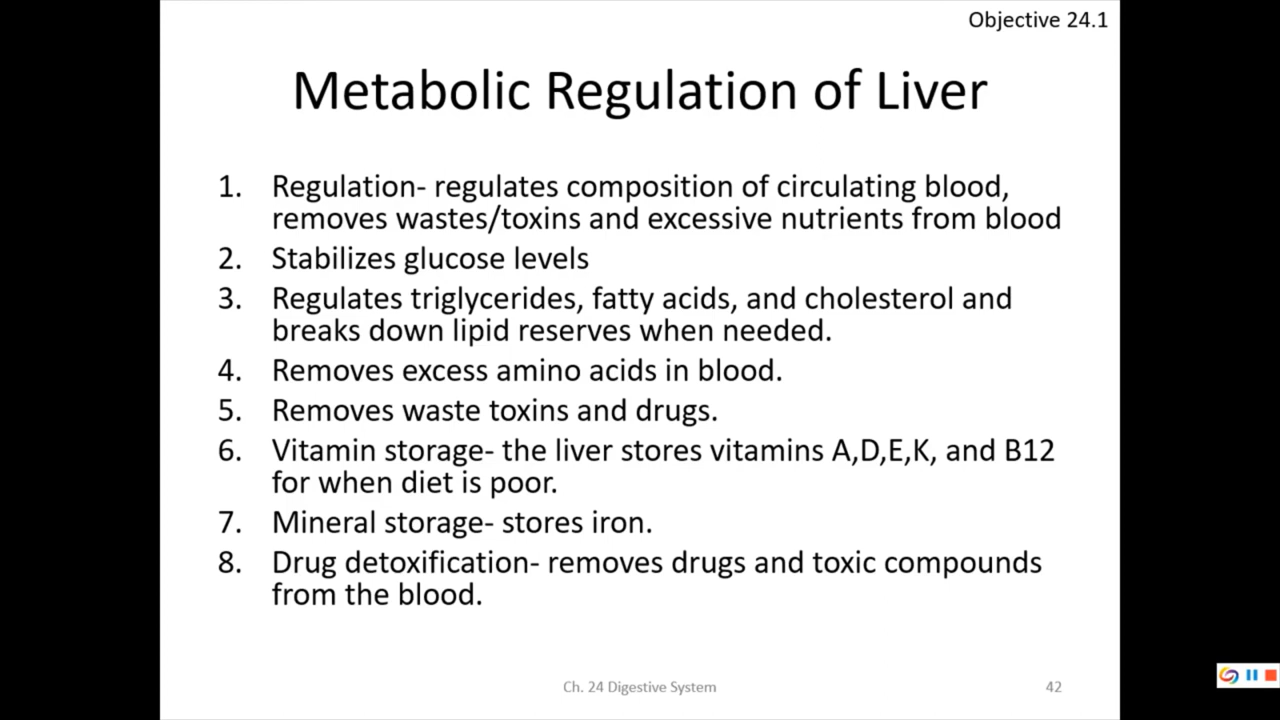 Objective 24.1
Metabolic Regulation of Liver
1. Regulation- regulates composition of circulating blood,
removes wastes/toxins and excessive nutrients from blood
2. Stabilizes glucose levels
3. Regulates triglycerides, fatty acids, and cholesterol and
breaks down lipid reserves when needed.
4. Removes excess amino acids in blood.
5. Removes waste toxins and drugs.
6. Vitamin storage- the liver stores vitamins A,D,E,K, and B12
for when diet is poor.
7. Mineral storage- stores iron.
8. Drug detoxification- removes drugs and toxic compounds
from the blood.
Ch. 24 Digestive System
42